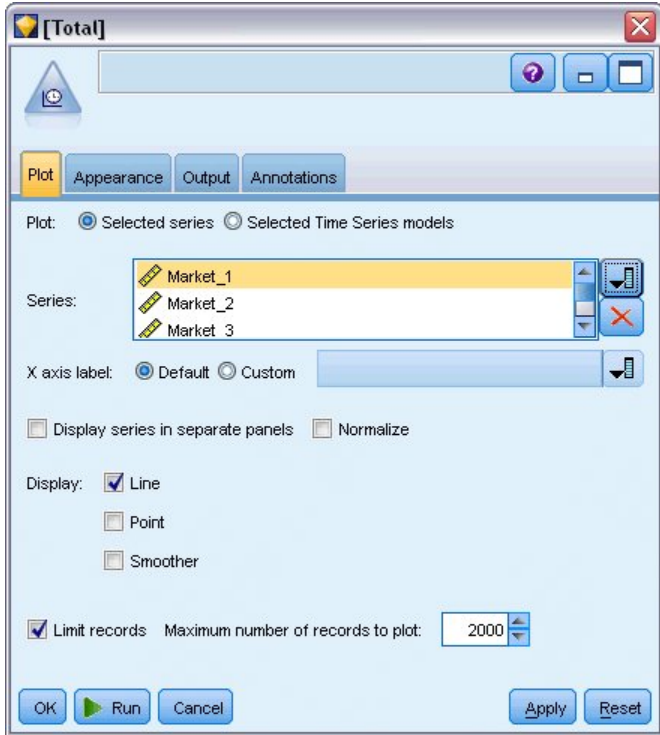 [Total]
Plot Appearance Output Annotations
Plot: Selected series Selected Time Series models
Series:
Market_1
Market_2
Market_3
X axis label: Default Custom
Display series in separate panels Normalize
Display: Line
Point
Smoother
Limit records Maximum number of records to plot: 2000
OK Run Cancel Apply Reset